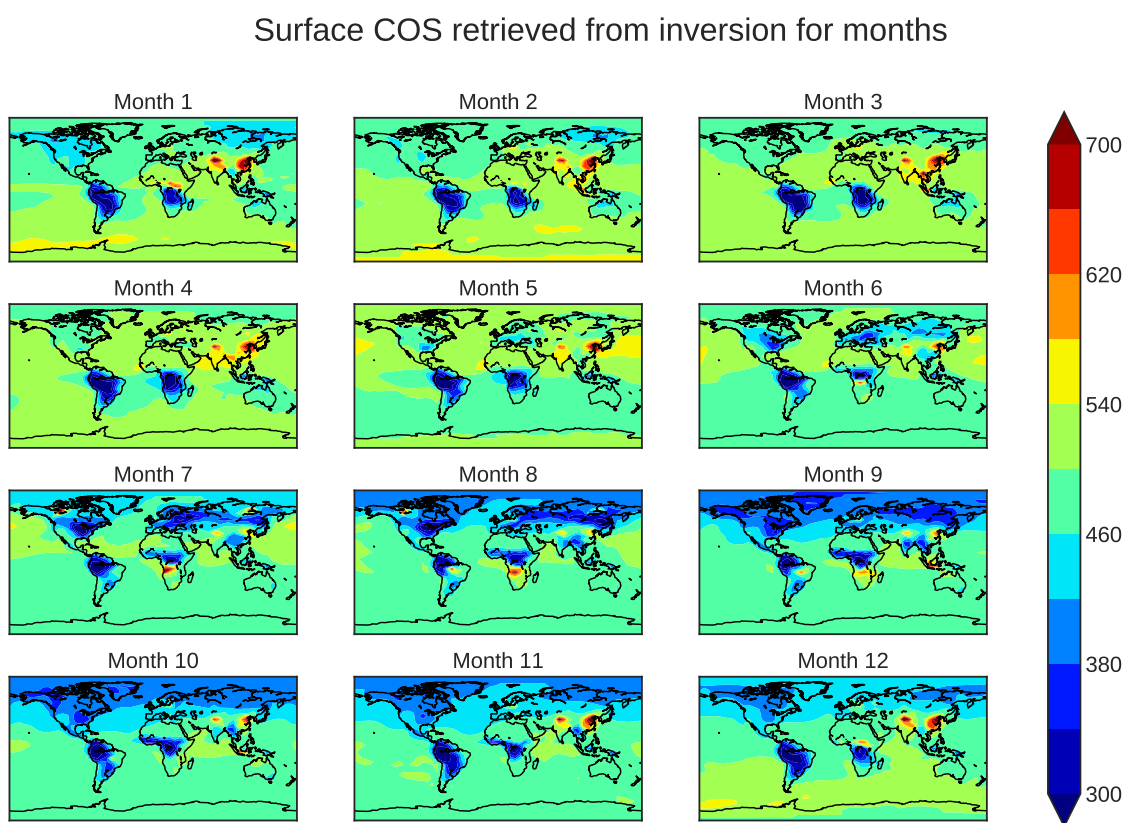 Surface COS retrieved from inversion for months
Month 1
Month 2
Month 3
Month 4
Month 5
Month 6
Month 7
Month 8
Month 9
Month 10
Month 11
Month 12
700
620
540
460
380
300